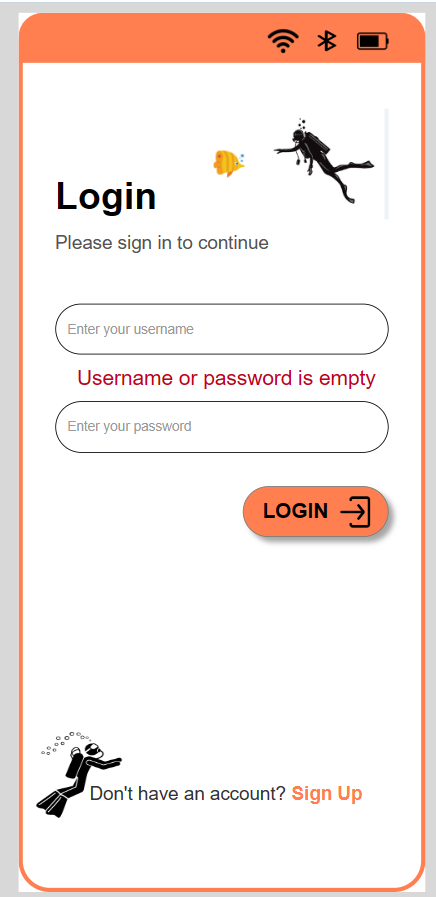 Login
Please sign in to continue
Enter your username
Username or password is empty
Enter your password
LOGIN
Don't have an account? Sign Up